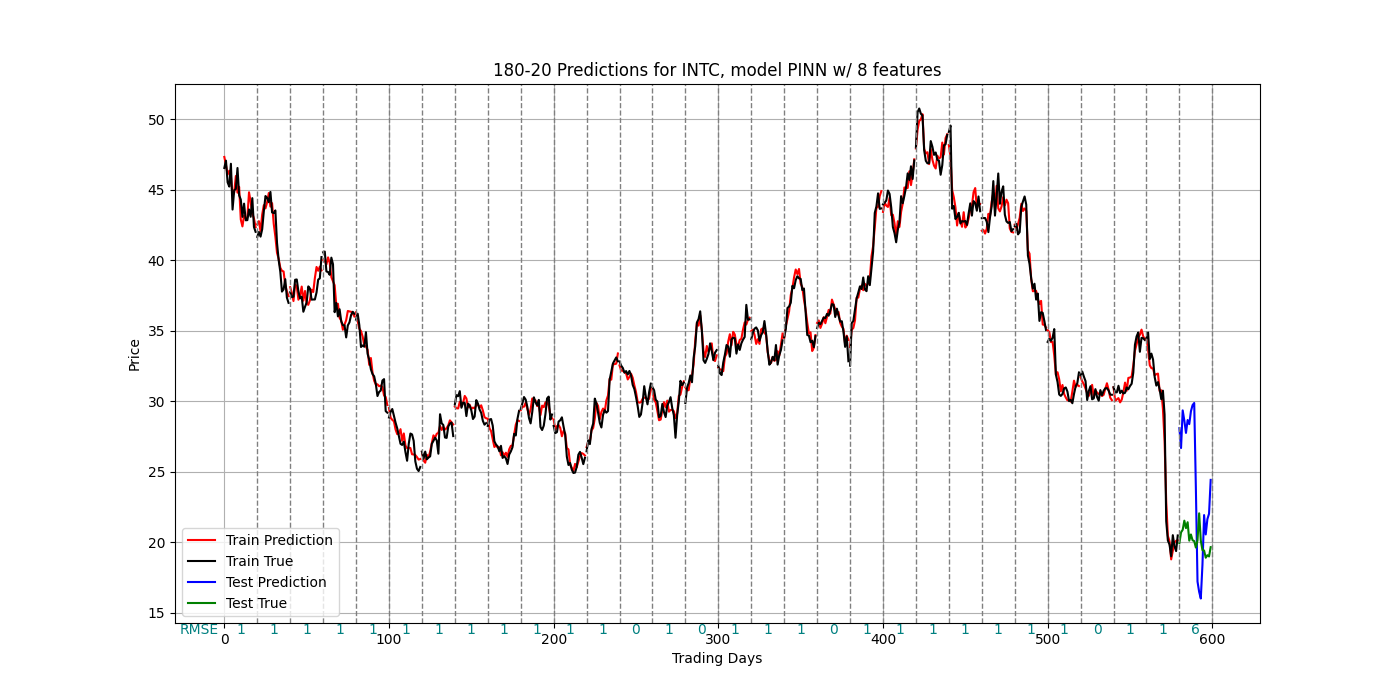 180-20 Predictions for INTC, model PINN w/ 8 features
Price
50
45
40
35
30
25
20
15
Train Prediction
Train True
Test Prediction
Test True
RMSE 1 1 1 1 1 1 1 1 1 1 1 1 0 1 0 1 1 1 0 1 1 1 1 1 1 1 0 1 1 6
0 100 200 300 400 500 600
Trading Days